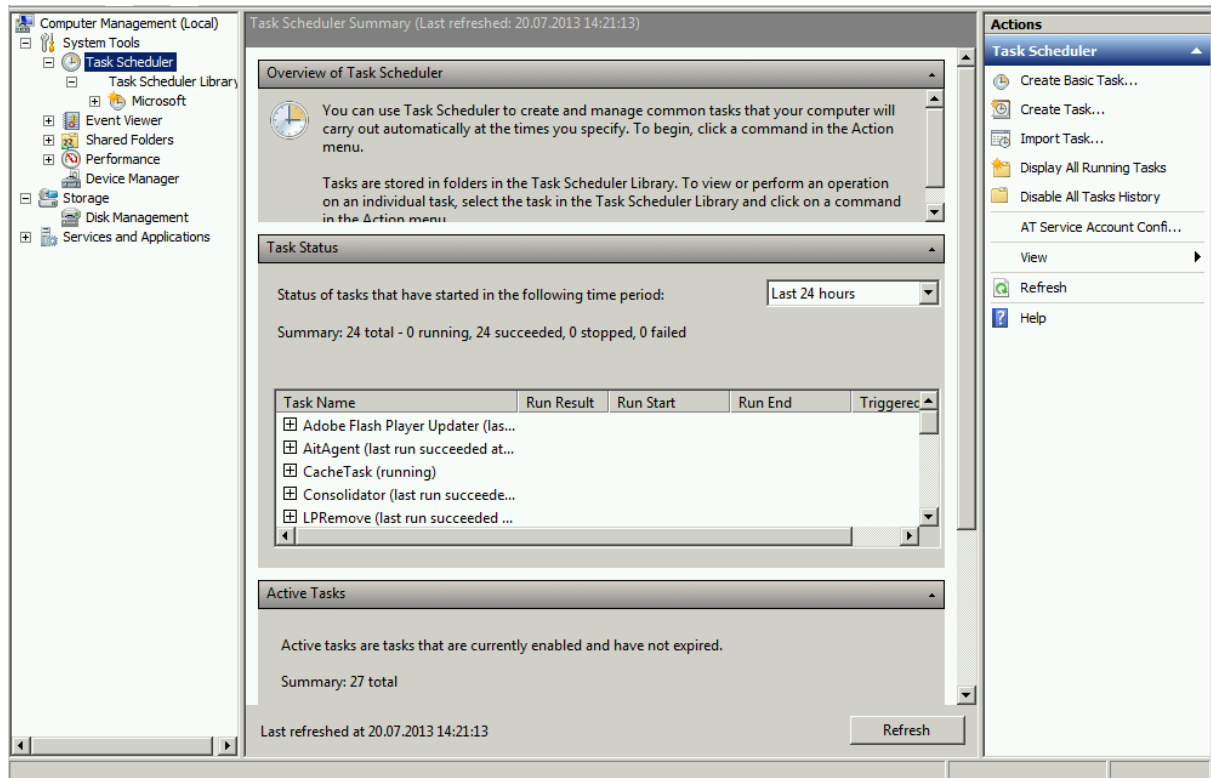 Computer Management (Local)
System Tools
Task Scheduler
Task Scheduler Library
Microsoft
Event Viewer
Shared Folders
Performance
Device Manager
Storage
Disk Management
Services and Applications
Task Scheduler Summary (Last refreshed: 20.07.2013 14:21:13)
Overview of Task Scheduler
You can use Task Scheduler to create and manage common tasks that your computer will
carry out automatically at the times you specify. To begin, click a command in the Action
menu.
Tasks are stored in folders in the Task Scheduler Library. To view or perform an operation
on an individual task, select the task in the Task Scheduler Library and click on a command
in the Action menu.
Task Status
Status of tasks that have started in the following time period:
Last 24 hours
Summary: 24 total - 0 running, 24 succeeded, 0 stopped, 0 failed
Task Name Run Result Run Start Run End Triggered
Adobe Flash Player Updater (las...
AitAgent (last run succeeded at...
CacheTask (running)
Consolidator (last run succeede...
LPRemove (last run succeeded ...
Active Tasks
Active tasks are tasks that are currently enabled and have not expired.
Summary: 27 total
Last refreshed at 20.07.2013 14:21:13
Refresh
Actions
Task Scheduler
Create Basic Task...
Create Task...
Import Task...
Display All Running Tasks
Disable All Tasks History
AT Service Account Confi...
View
Refresh
Help